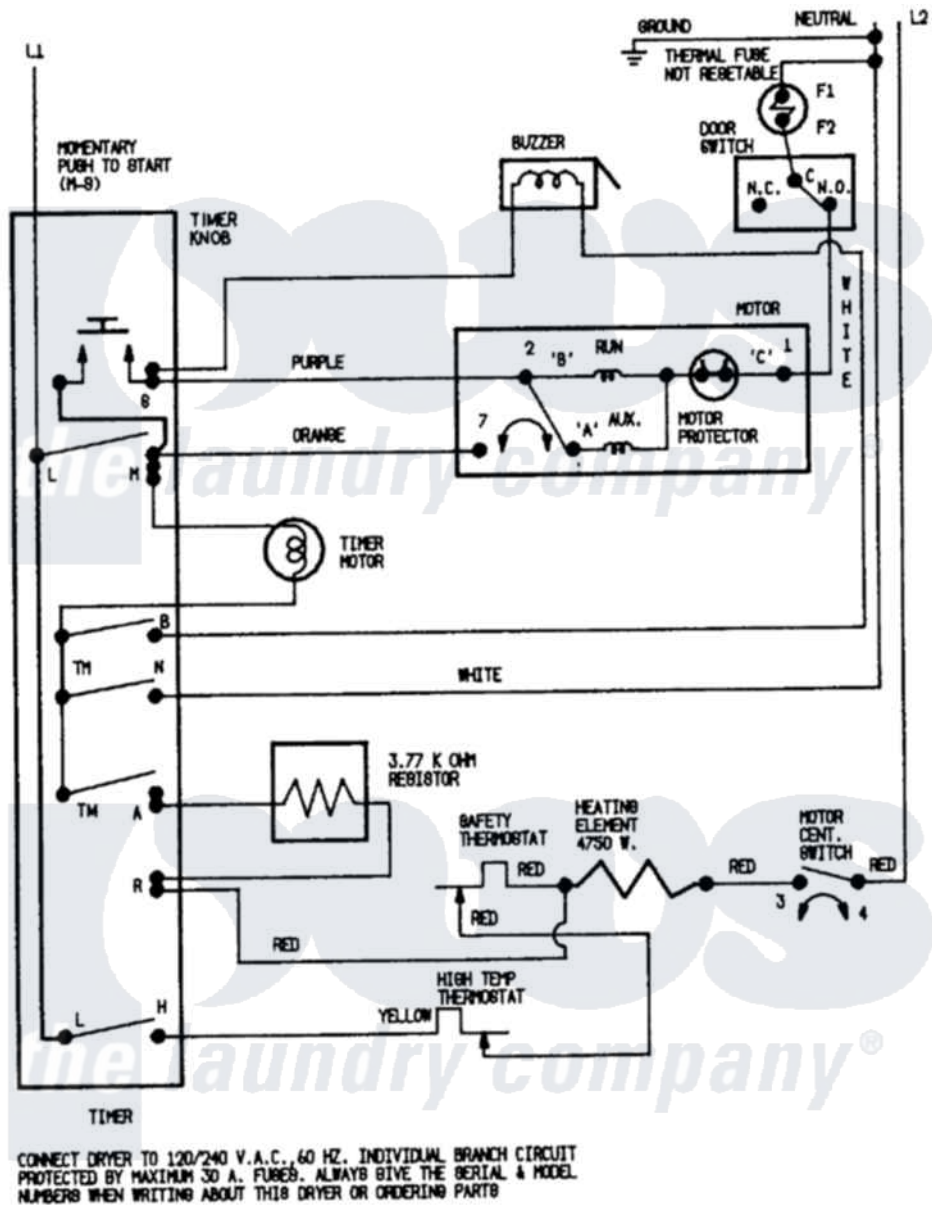 L1
NEUTRAL
L2
GROUND
THERMAL FUSE
NOT RESETABLE
F1
F2
DOOR
SWITCH
N.C.
C
N.O.
MOMENTARY
PUSH TO START
(M-S)
BUZZER
TIMER
KNOB
WHITE
MOTOR
PURPLE
2
'B'
RUN
'C'
1
S
ORANGE
7
'A'
AUX.
MOTOR
PROTECTOR
L
M
the laundry company®
TIMER
MOTOR
B
TM
N
WHITE
3.77 K OHM
RESISTOR
TM
A
SAFETY
THERMOSTAT
HEATING
ELEMENT
4750 W.
MOTOR
CENT.
SWITCH
RED
RED
RED
R
3
4
RED
RED
HIGH TEMP
THERMOSTAT
L
H
YELLOW
the laundry company®
TIMER
CONNECT DRYER TO 120/240 V.A.C.,60 HZ. INDIVIDUAL BRANCH CIRCUIT
PROTECTED BY MAXIMUM 30 A. FUSES. ALWAYS GIVE THE SERIAL & MODEL
NUMBERS WHEN WRITING ABOUT THIS DRYER OR ORDERING PARTS